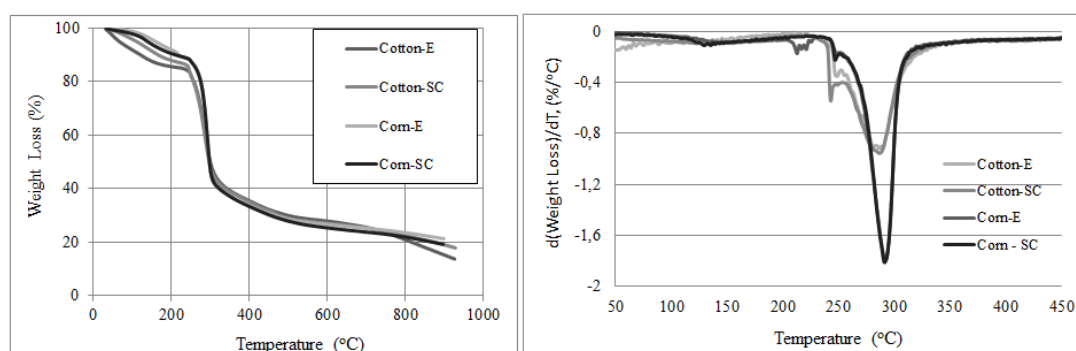 100
80
60
40
20
0
0
200
400
600
800
1000
Weight Loss (%)
Temperature (°C)
Cotton-E
Cotton-SC
Corn-E
Corn-SC
0
-0,4
-0,8
-1,2
-1,6
-2
50
100
150
200
250
300
350
400
450
d(Weight Loss)/dT, (%/°C)
Temperature (°C)
Cotton-E
Cotton-SC
Corn-E
Corn - SC